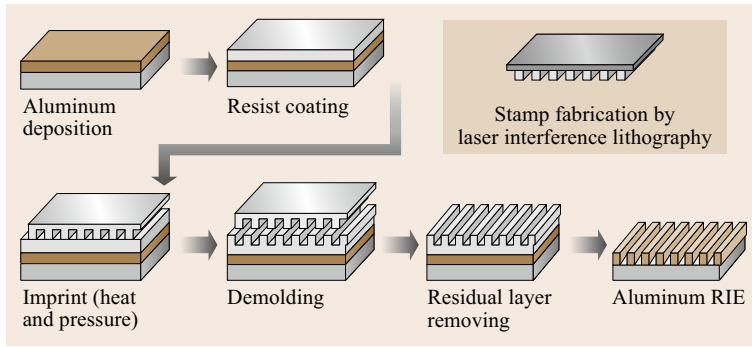 Aluminum
deposition
Resist coating
Stamp fabrication by
laser interference lithography
Imprint (heat
and pressure)
Demolding
Residual layer
removing
Aluminum RIE